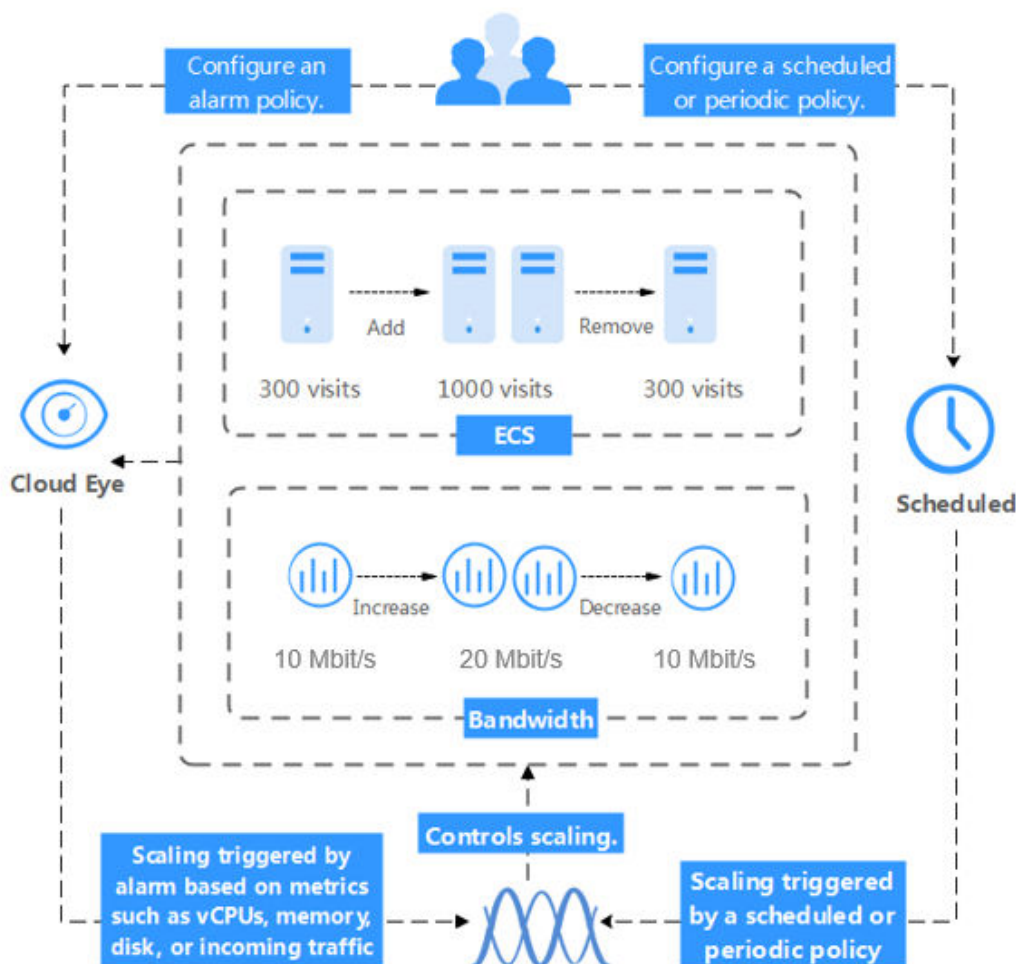 Configure an
alarm policy.
Configure a scheduled
or periodic policy.
Add
Remove
300 visits
1000 visits
300 visits
ECS
Cloud Eye
Scheduled
Increase
Decrease
10 Mbit/s
20 Mbit/s
10 Mbit/s
Bandwidth
Controls scaling.
Scaling triggered by
alarm based on metrics
such as vCPUs, memory,
disk, or incoming traffic
Scaling triggered
by a scheduled or
periodic policy